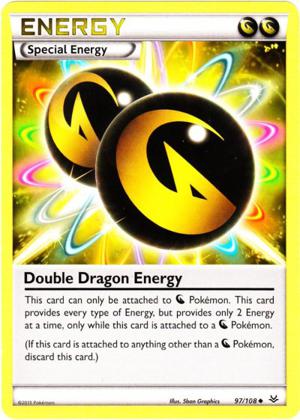 ENERGY
Special Energy
Double Dragon Energy
This card can only be attached to Pokémon. This card
provides every type of Energy, but provides only 2 Energy
at a time, only while this card is attached to a Pokémon.
(If this card is attached to anything other than a Pokémon,
discard this card.)
©2015 Pokémon Illus. 5ban Graphics 97/108